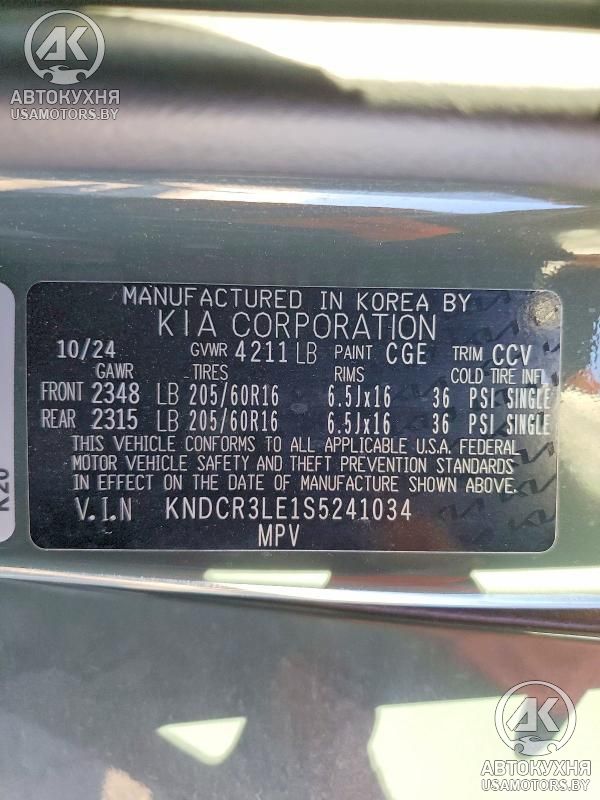 AK
АВТОКУХНЯ
USAMOTORS.BY
MANUFACTURED IN KOREA BY
KIA CORPORATION
10/24 GVWR 4211 LB PAINT CGE TRIM CCV
GAWR TIRES RIMS COLD TIRE INFL
FRONT 2348 LB 205/60R16 6.5Jx16 36 PSI SINGLE
REAR 2315 LB 205/60R16 6.5Jx16 36 PSI SINGLE
THIS VEHICLE CONFORMS TO ALL APPLICABLE U.S.A. FEDERAL
MOTOR VEHICLE SAFETY AND THEFT PREVENTION STANDARDS
IN EFFECT ON THE DATE OF MANUFACTURE SHOWN ABOVE.
V.I.N KNDCR3LE1S5241034
MPV
K20
AK
АВТОКУХНЯ
USAMOTORS.BY